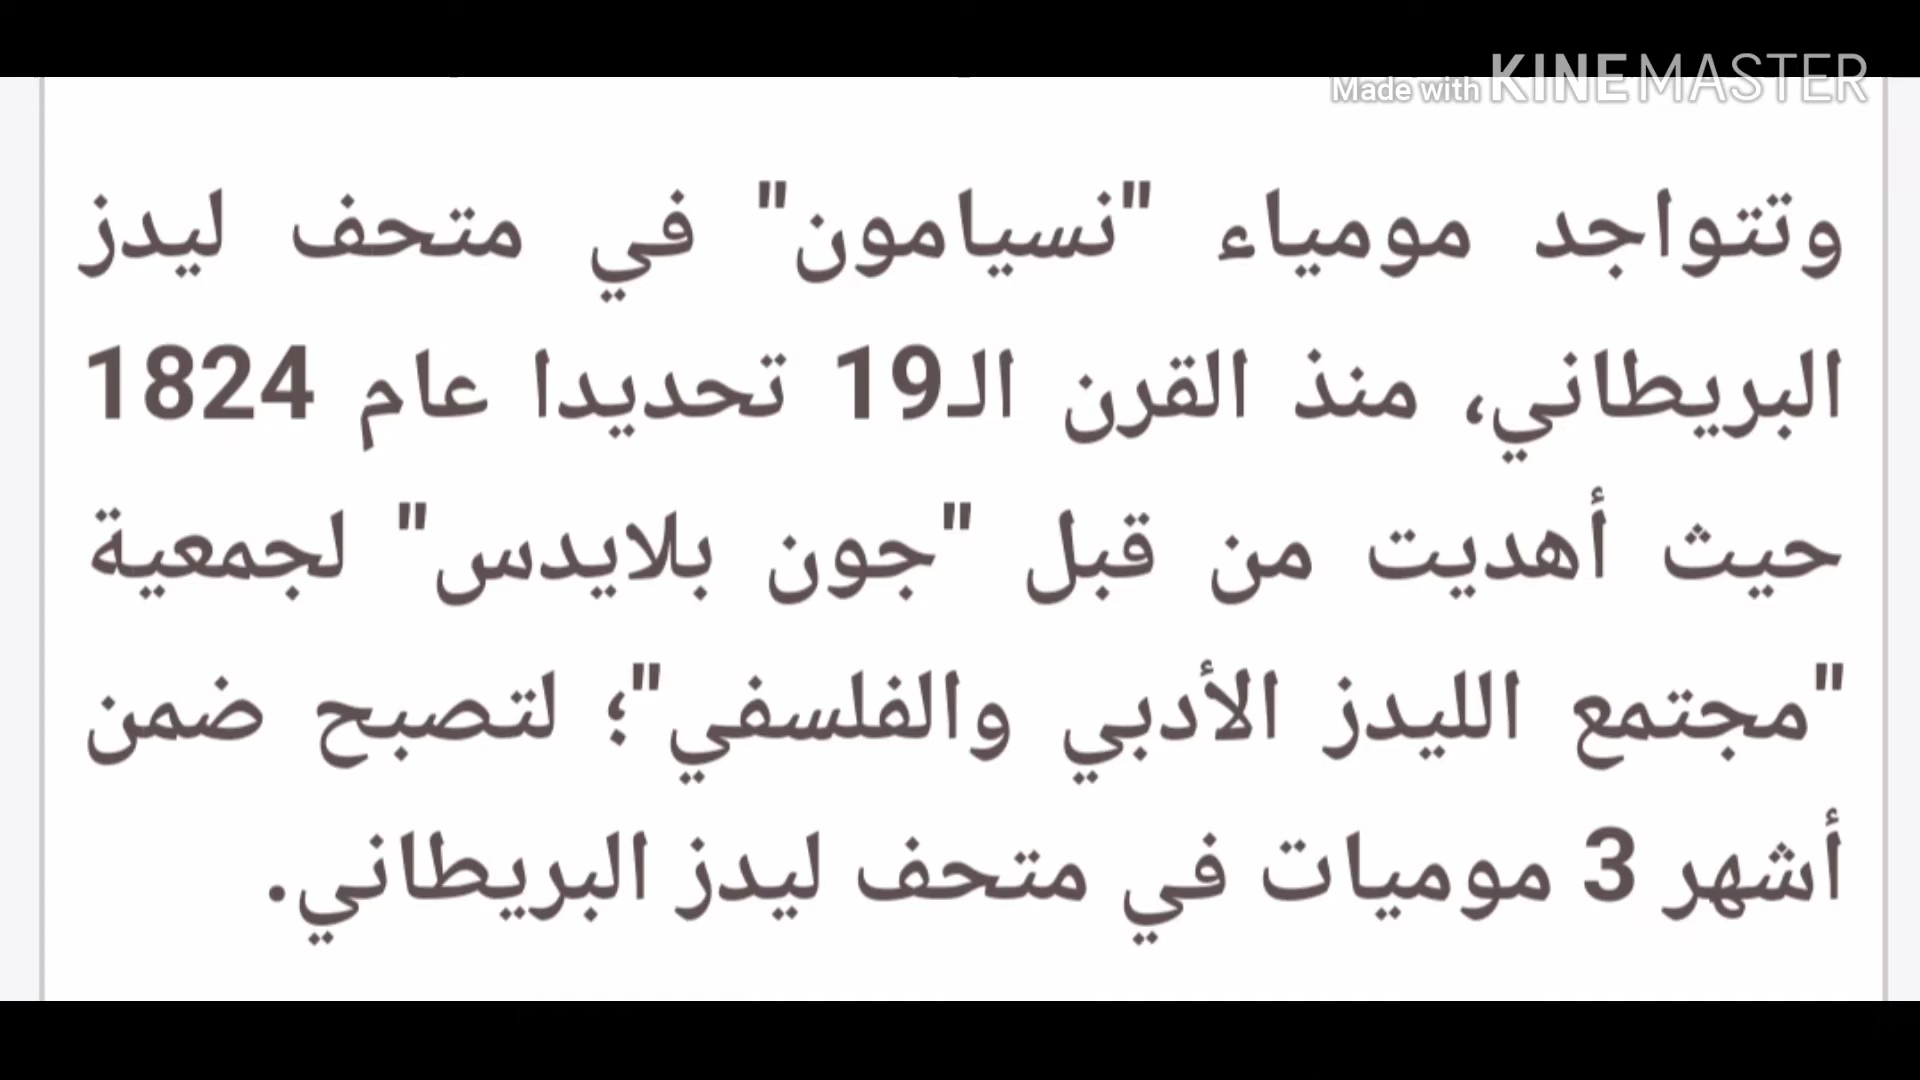 Made with KINEMASTER
وتتواجد مومياء "نسيامون" في متحف ليدز
البريطاني، منذ القرن الـ19 تحديدا عام 1824
حيث أهديت من قبل "جون بلايدس" لجمعية
"مجتمع الليدز الأدبي والفلسفي"؛ لتصبح ضمن
أشهر 3 موميات في متحف ليدز البريطاني.